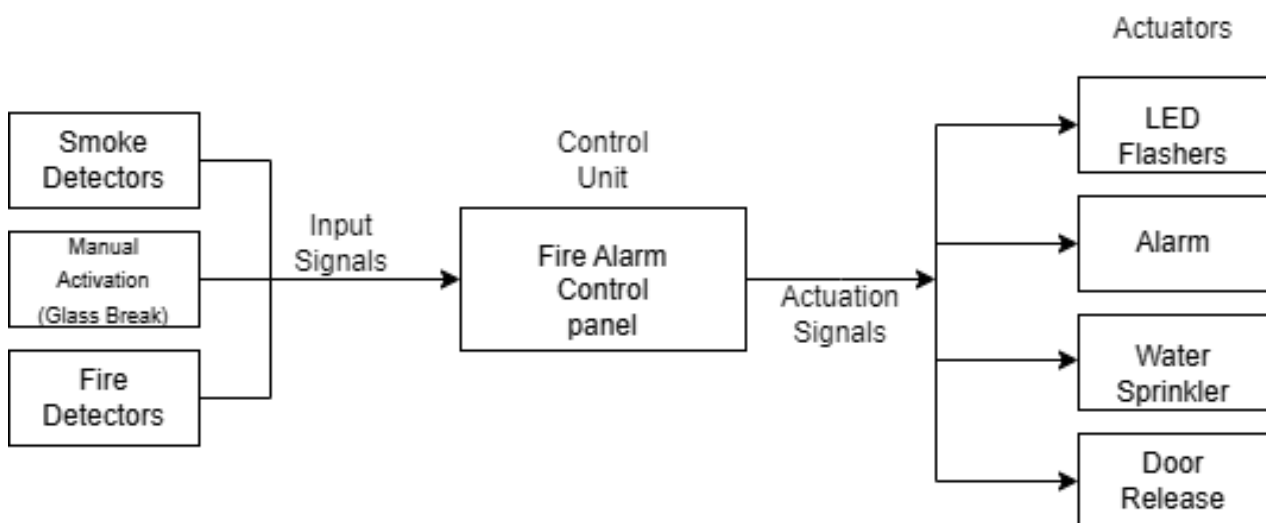 Smoke
Detectors
Manual
Activation
(Glass Break)
Fire
Detectors
Input
Signals
Control
Unit
Fire Alarm
Control
panel
Actuation
Signals
Actuators
LED
Flashers
Alarm
Water
Sprinkler
Door
Release